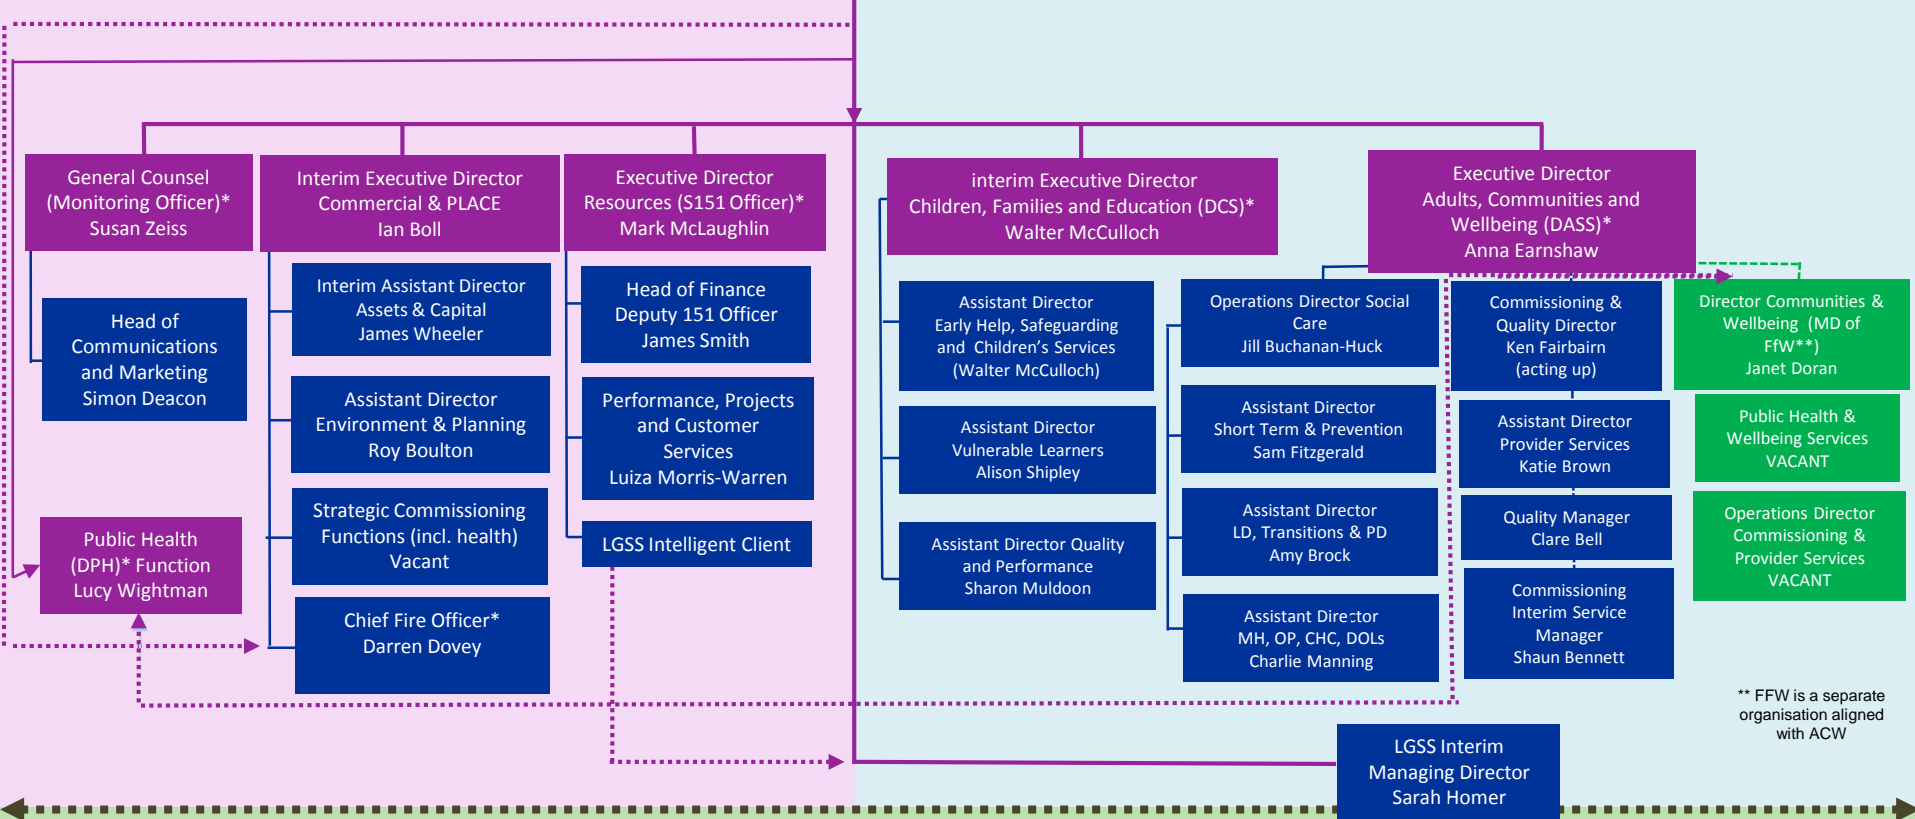 General Counsel
(Monitoring Officer)*
Susan Zeiss
Interim Executive Director
Commercial & PLACE
Ian Boll
Executive Director
Resources (S151 Officer)*
Mark McLaughlin
interim Executive Director
Children, Families and Education (DCS)*
Walter McCulloch
Executive Director
Adults, Communities and
Wellbeing (DASS)*
Anna Earnshaw
Head of
Communications
and Marketing
Simon Deacon
Public Health
(DPH)* Function
Lucy Wightman
Interim Assistant Director
Assets & Capital
James Wheeler
Assistant Director
Environment & Planning
Roy Boulton
Strategic Commissioning
Functions (incl. health)
Vacant
Chief Fire Officer*
Darren Dovey
Head of Finance
Deputy 151 Officer
James Smith
Performance, Projects
and Customer
Services
Luiza Morris-Warren
LGSS Intelligent Client
Assistant Director
Early Help, Safeguarding
and Children's Services
(Walter McCulloch)
Assistant Director
Vulnerable Learners
Alison Shipley
Assistant Director Quality
and Performance
Sharon Muldoon
Operations Director Social
Care
Jill Buchanan-Huck
Assistant Director
Short Term & Prevention
Sam Fitzgerald
Assistant Director
LD, Transitions & PD
Amy Brock
Assistant Director
MH, OP, CHC, DOLs
Charlie Manning
Commissioning &
Quality Director
Ken Fairbairn
(acting up)
Assistant Director
Provider Services
Katie Brown
Quality Manager
Clare Bell
Commissioning
Interim Service
Manager
Shaun Bennett
Director Communities &
Wellbeing (MD of
FfW**)
Janet Doran
Public Health &
Wellbeing Services
VACANT
Operations Director
Commissioning &
Provider Services
VACANT
** FFW is a separate
organisation aligned
with ACW
LGSS Interim
Managing Director
Sarah Homer